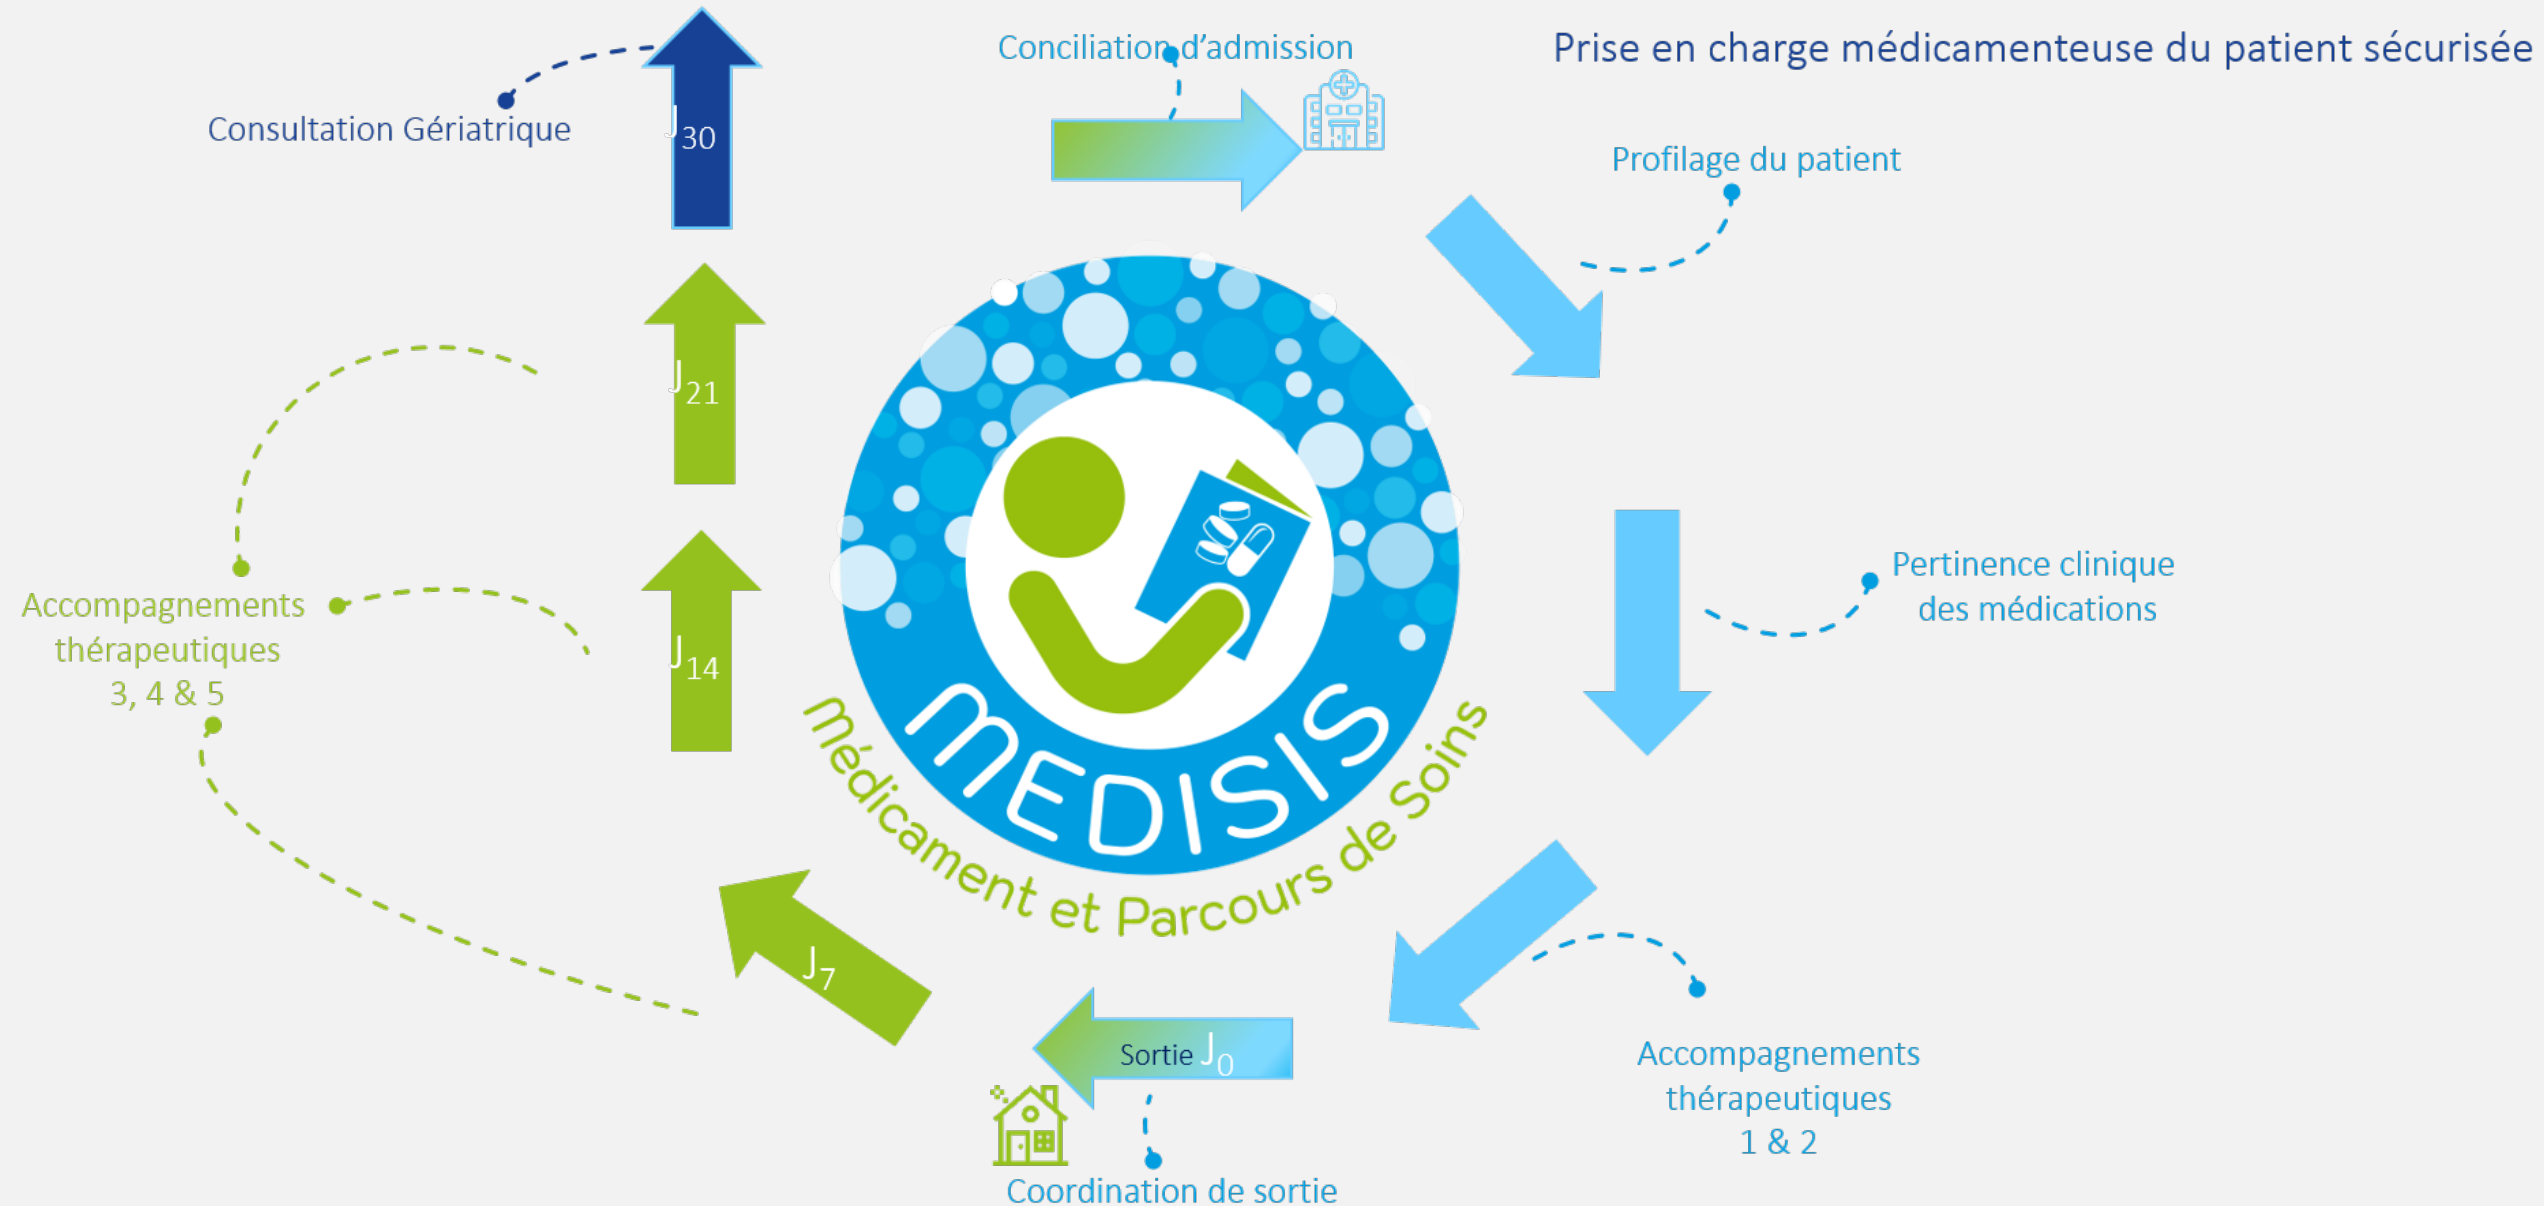 Prise en charge médicamenteuse du patient sécurisée
Conciliation d'admission
Profilage du patient
Pertinence clinique
des médications
Accompagnements
thérapeutiques
1 & 2
Sortie J0
Coordination de sortie
J7
J14
J21
Accompagnements
thérapeutiques
3, 4 & 5
J30
Consultation Gériatrique
MEDISIS
Médicament et Parcours de Soins